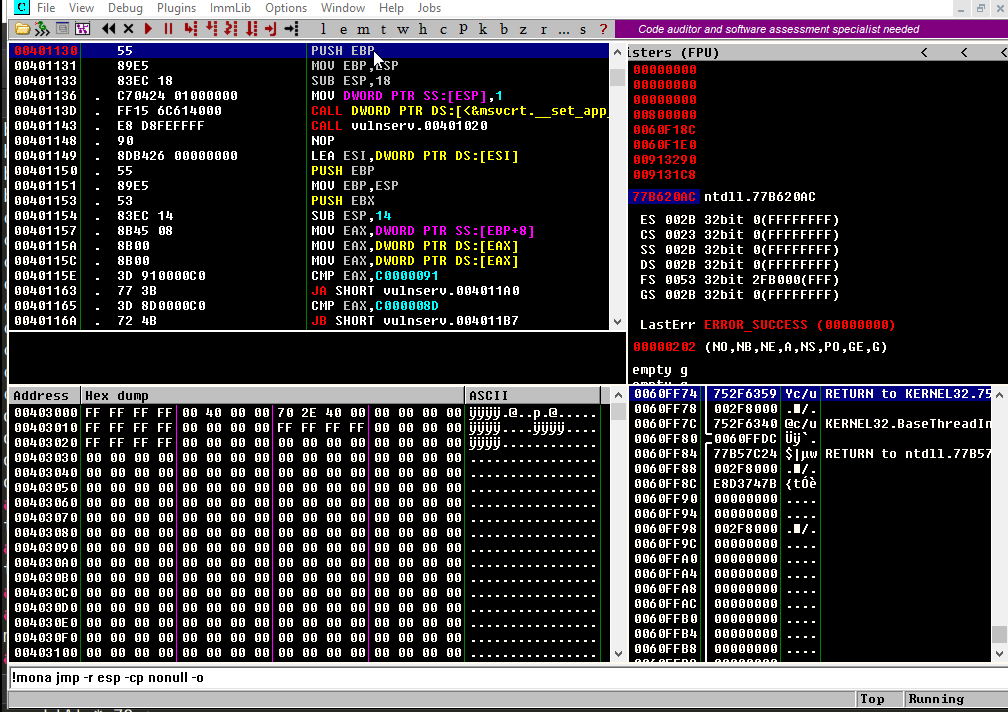 C File View Debug Plugins ImmLib Options Window Help Jobs
l e m t w h c P k b z r ... s ? Code auditor and software assessment specialist needed
00401130 55 PUSH EBP
00401131 89E5 MOV EBP,ESP
00401133 83EC 18 SUB ESP,18
00401136 . C70424 01000000 MOV DWORD PTR SS:[ESP],1
0040113D . FF15 6C614000 CALL DWORD PTR DS:[<&msvcrt.__set_app_
00401143 . E8 D8FEFFFF CALL vulnserv.00401020
00401148 . 90 NOP
00401149 . 8DB426 00000000 LEA ESI,DWORD PTR DS:[ESI]
00401150 . 55 PUSH EBP
00401151 . 89E5 MOV EBP,ESP
00401153 . 53 PUSH EBX
00401154 . 83EC 14 SUB ESP,14
00401157 . 8B45 08 MOV EAX,DWORD PTR SS:[EBP+8]
0040115A . 8B00 MOV EAX,DWORD PTR DS:[EAX]
0040115C . 8B00 MOV EAX,DWORD PTR DS:[EAX]
0040115E . 3D 910000C0 CMP EAX,C0000091
00401163 . 77 3B JA SHORT vulnserv.004011A0
00401165 . 3D 8D0000C0 CMP EAX,C000008D
0040116A . 72 4B JB SHORT vulnserv.004011B7
isters (FPU) < < <
00000000
00000000
00000000
00800000
0060F18C
0060F1E0
00913290
009131C8
77B620AC ntdll.77B620AC
ES 002B 32bit 0(FFFFFFFF)
CS 0023 32bit 0(FFFFFFFF)
SS 002B 32bit 0(FFFFFFFF)
DS 002B 32bit 0(FFFFFFFF)
FS 0053 32bit 2FB000(FFF)
GS 002B 32bit 0(FFFFFFFF)
LastErr ERROR_SUCCESS (00000000)
00000202 (NO,NB,NE,A,NS,PO,GE,G)
empty g
Address Hex dump ASCII
00403000 FF FF FF FF 00 40 00 00 70 2E 40 00 00 00 00 00 ÿÿÿÿ.@..p.@.....
00403010 FF FF FF FF 00 00 00 00 FF FF FF FF 00 00 00 00 ÿÿÿÿ....ÿÿÿÿ....
00403020 FF FF FF FF 00 00 00 00 00 00 00 00 00 00 00 00 ÿÿÿÿ............
00403030 00 00 00 00 00 00 00 00 00 00 00 00 00 00 00 00 ................
00403040 00 00 00 00 00 00 00 00 00 00 00 00 00 00 00 00 ................
00403050 00 00 00 00 00 00 00 00 00 00 00 00 00 00 00 00 ................
00403060 00 00 00 00 00 00 00 00 00 00 00 00 00 00 00 00 ................
00403070 00 00 00 00 00 00 00 00 00 00 00 00 00 00 00 00 ................
00403080 00 00 00 00 00 00 00 00 00 00 00 00 00 00 00 00 ................
00403090 00 00 00 00 00 00 00 00 00 00 00 00 00 00 00 00 ................
004030A0 00 00 00 00 00 00 00 00 00 00 00 00 00 00 00 00 ................
004030B0 00 00 00 00 00 00 00 00 00 00 00 00 00 00 00 00 ................
004030C0 00 00 00 00 00 00 00 00 00 00 00 00 00 00 00 00 ................
004030D0 00 00 00 00 00 00 00 00 00 00 00 00 00 00 00 00 ................
004030E0 00 00 00 00 00 00 00 00 00 00 00 00 00 00 00 00 ................
004030F0 00 00 00 00 00 00 00 00 00 00 00 00 00 00 00 00 ................
00403100 00 00 00 00 00 00 00 00 00 00 00 00 00 00 00 00 ................
0060FF74 752F6359 Yc/u RETURN to KERNEL32.75
0060FF78 002F8000 ./.
0060FF7C 752F6340 @c/u KERNEL32.BaseThreadIn
0060FF80 0060FFDC Üÿ`.
0060FF84 77B57C24 $|µw RETURN to ntdll.77B57
0060FF88 002F8000 ./.
0060FF8C E8D3747B {tÓè
0060FF90 00000000 ....
0060FF94 00000000 ....
0060FF98 002F8000 ./.
0060FF9C 00000000 ....
0060FFA0 00000000 ....
0060FFA4 00000000 ....
0060FFA8 00000000 ....
0060FFAC 00000000 ....
0060FFB0 00000000 ....
0060FFB4 00000000 ....
0060FFB8 00000000 ....
!mona jmp -r esp -cp nonull -o
Top Running